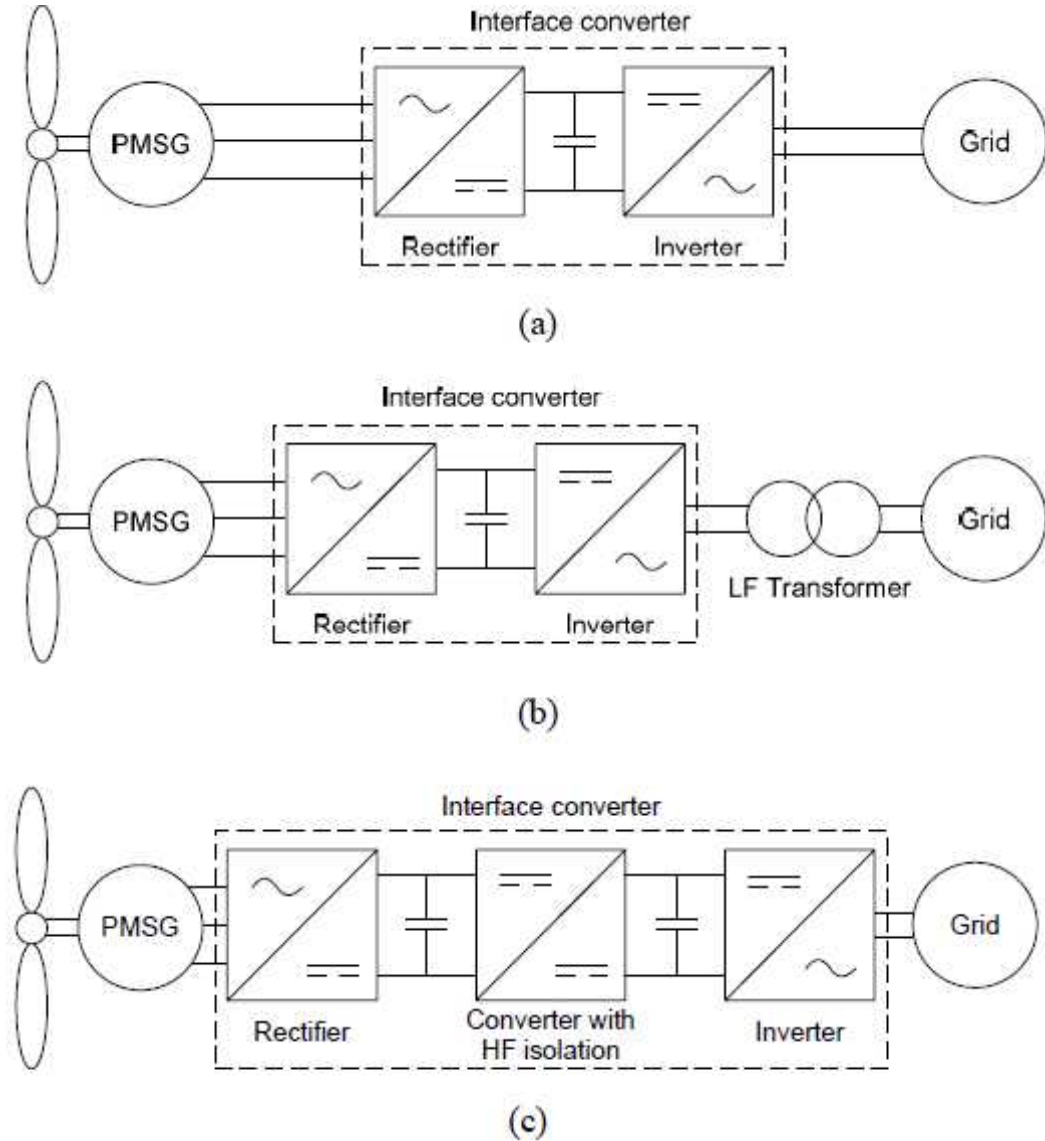 Interface converter
PMSG
Grid
Rectifier
Inverter
(a)
Interface converter
PMSG
Grid
LF Transformer
Rectifier
Inverter
(b)
Interface converter
PMSG
Grid
Rectifier
Converter with
HF isolation
Inverter
(c)